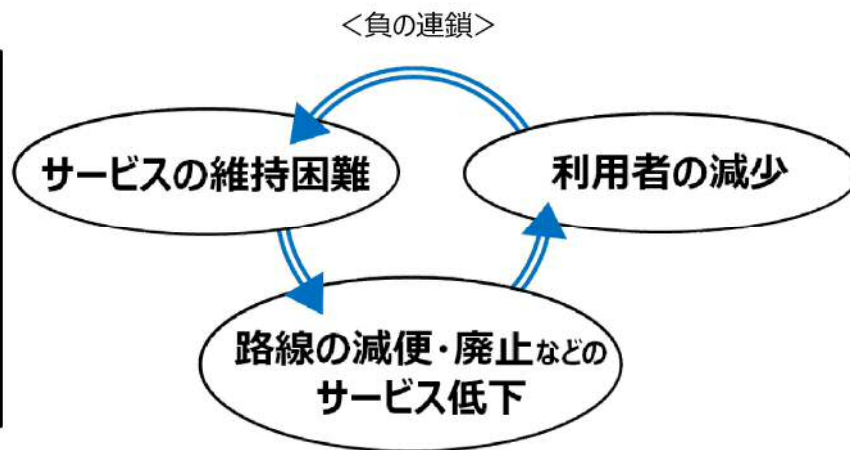 ＜負の連鎖＞
サービスの維持困難
利用者の減少
路線の減便・廃止などの
サービス低下